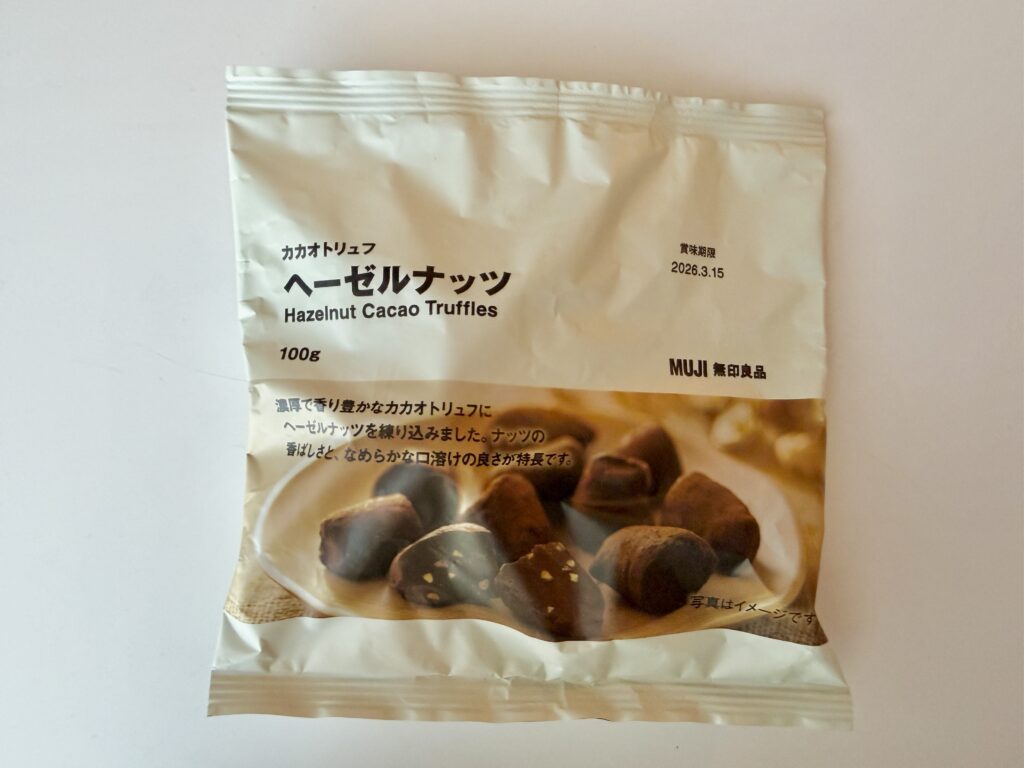 カカオトリュフ
ヘーゼルナッツ
Hazelnut Cacao Truffles
100g
賞味期限
2026.3.15
MUJI 無印良品
濃厚で香り豊かなカカオトリュフに
ヘーゼルナッツを練り込みました。ナッツの
香ばしさと、なめらかな口溶けの良さが特長です。
写真はイメージです